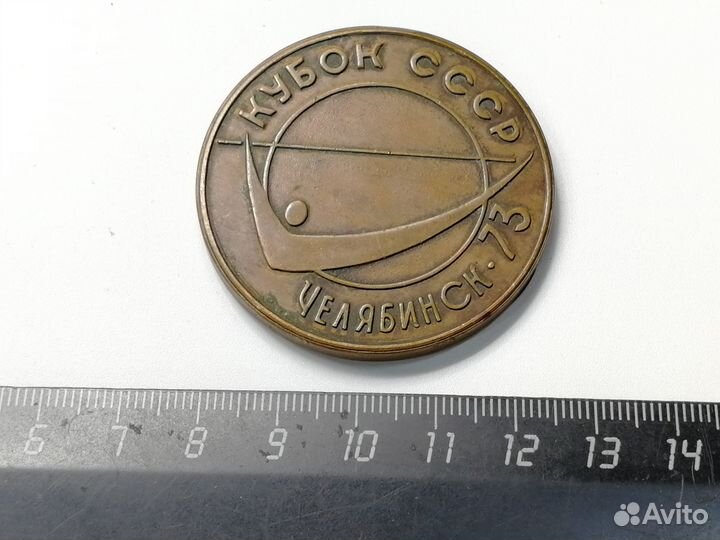 КУБОК СССР
ЧЕЛЯБИНСК · 73
6 7 8 9 10 11 12 13 14
Avito